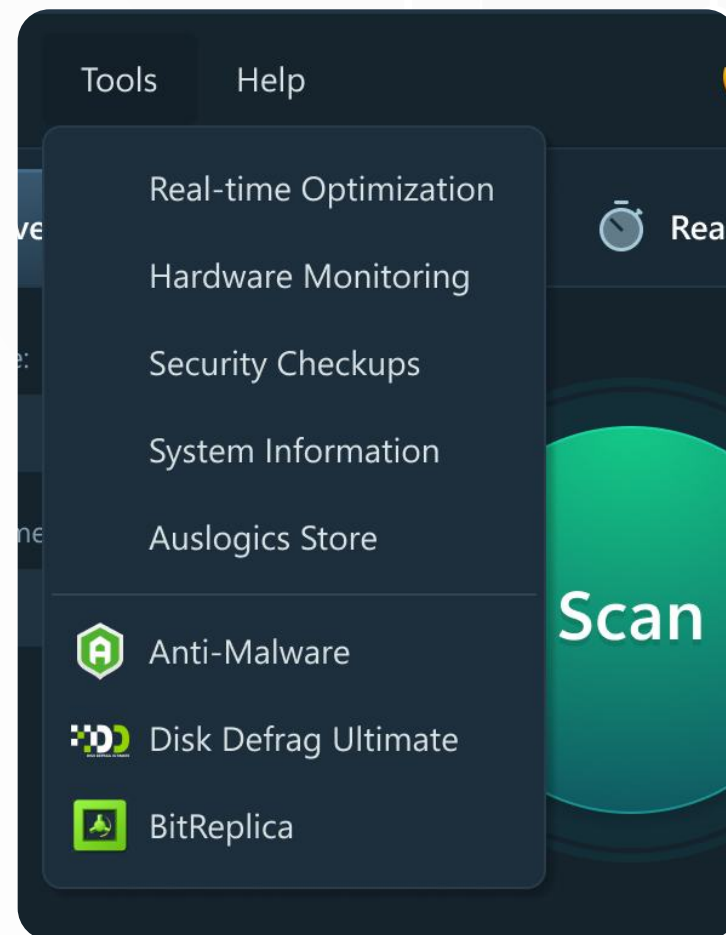 Tools Help
Real-time Optimization
Hardware Monitoring
Security Checkups
System Information
Auslogics Store
Scan
Anti-Malware
Disk Defrag Ultimate
BitReplica